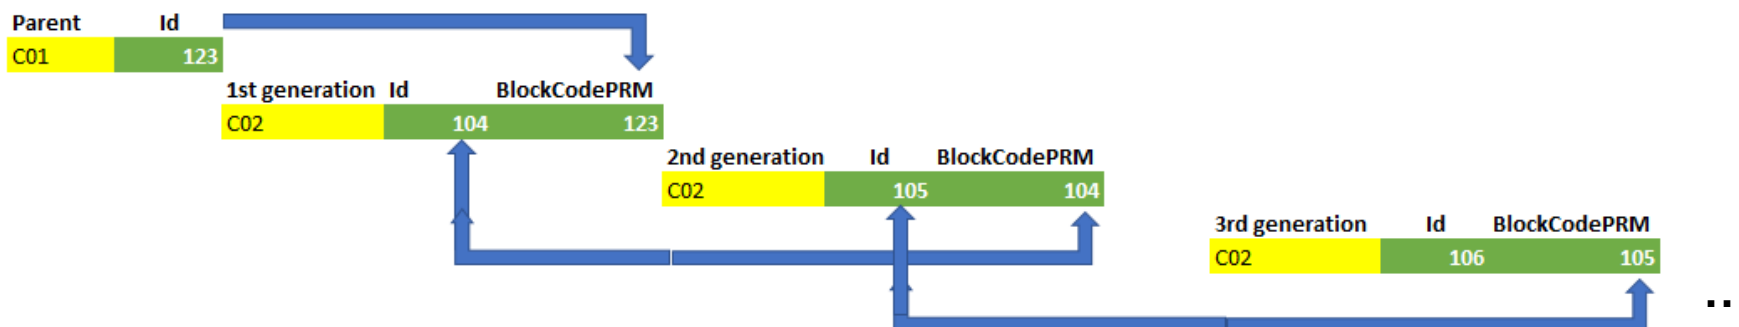 Parent Id
C01 123
1st generation Id BlockCodePRM
C02 104 123
2nd generation Id BlockCodePRM
C02 105 104
3rd generation Id BlockCodePRM
C02 106 105
..